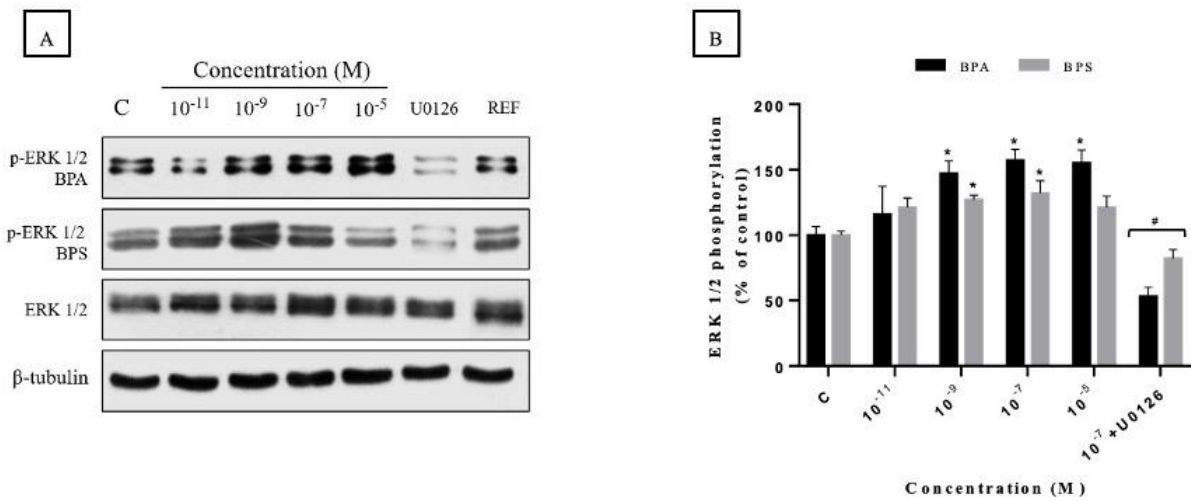 A
Concentration (M)
C 10⁻¹¹ 10⁻⁹ 10⁻⁷ 10⁻⁵ U0126 REF
p-ERK 1/2
BPA
p-ERK 1/2
BPS
ERK 1/2
β-tubulin
B
BPA BPS
ERK 1/2 phosphorylation
(% of control)
200
150
100
50
0
* * * * *
#
C 10⁻¹¹ 10⁻⁹ 10⁻⁷ 10⁻⁵ 10⁻⁷ +U0126
Concentration (M)